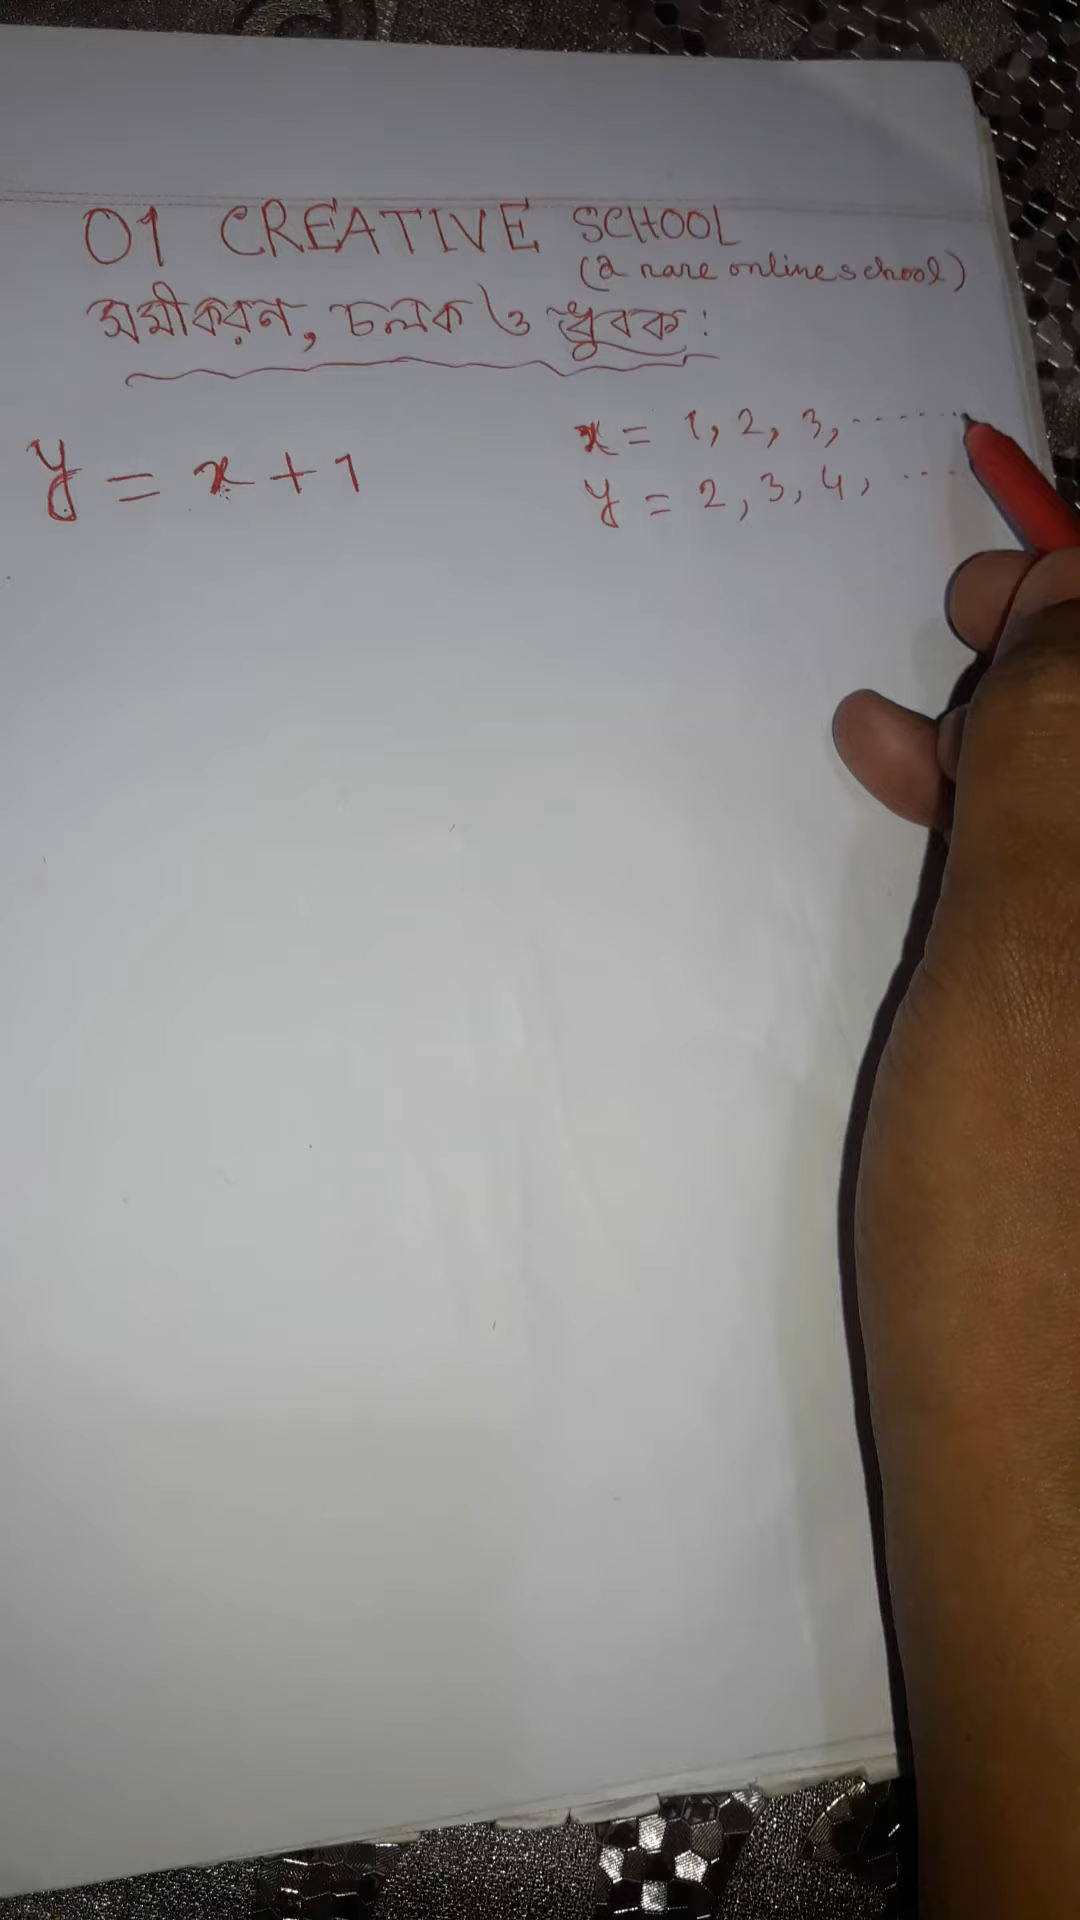 01 CREATIVE SCHOOL
(a rare online school)
সমীকরণ, চলক ও ধ্রুবক:
y = x + 1
x = 1, 2, 3, ......
y = 2, 3, 4, ....